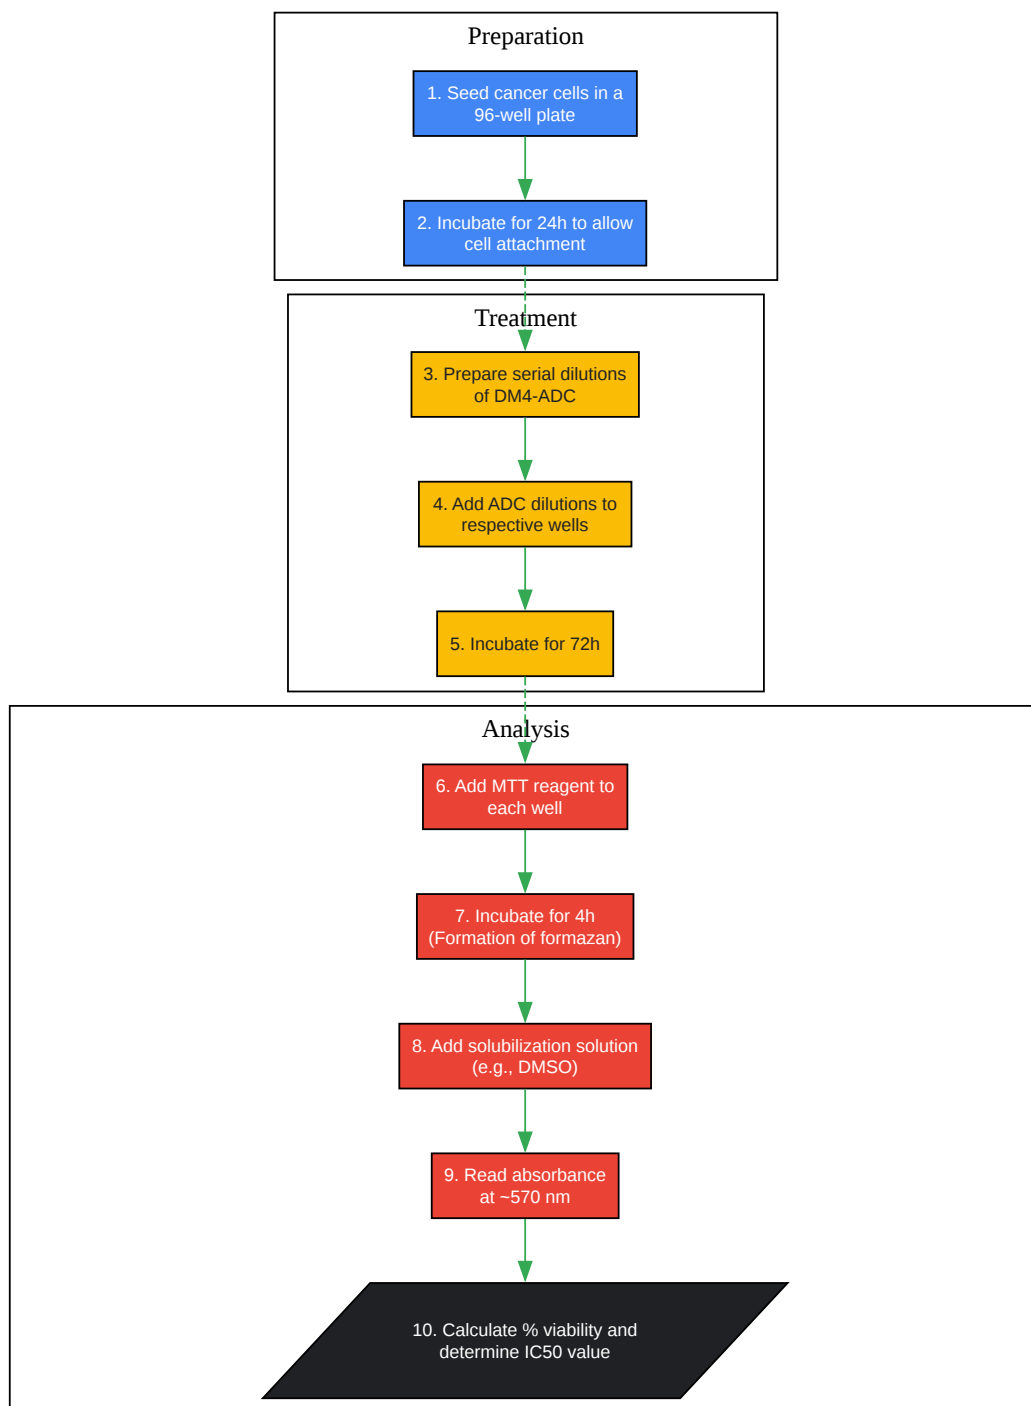 Preparation
1. Seed cancer cells in a
96-well plate
2. Incubate for 24h to allow
cell attachment
Treatment
3. Prepare serial dilutions
of DM4-ADC
4. Add ADC dilutions to
respective wells
5. Incubate for 72h
Analysis
6. Add MTT reagent to
each well
7. Incubate for 4h
(Formation of formazan)
8. Add solubilization solution
(e.g., DMSO)
9. Read absorbance
at ~570 nm
10. Calculate % viability and
determine IC50 value